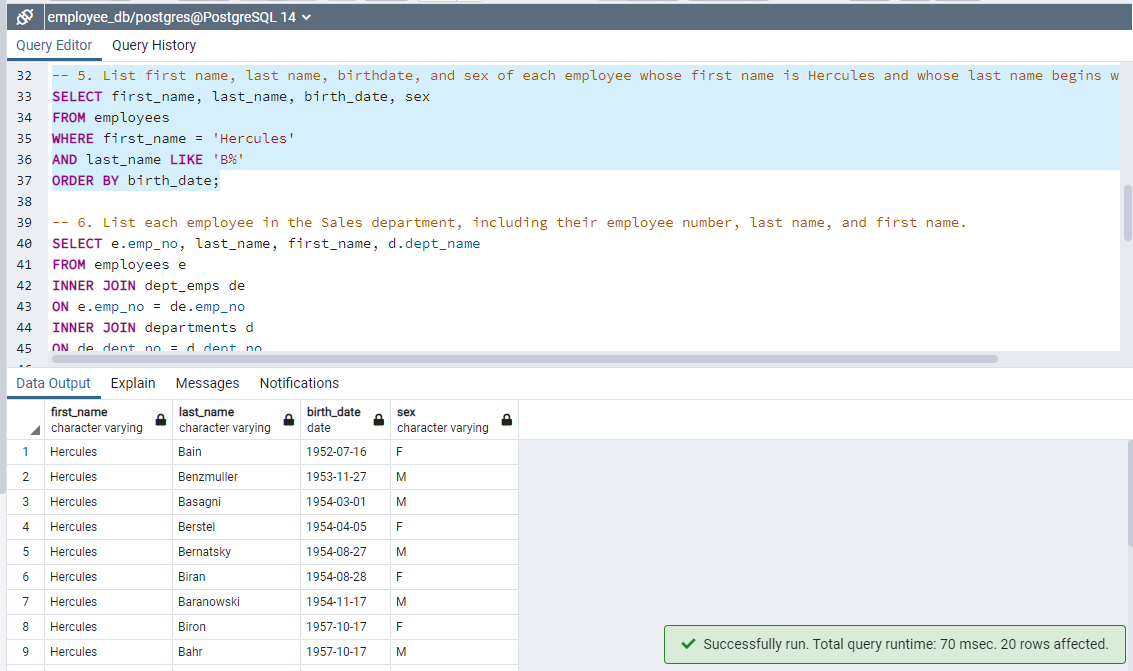 employee_db/postgres@PostgreSQL 14
Query Editor Query History
32 -- 5. List first name, last name, birthdate, and sex of each employee whose first name is Hercules and whose last name begins w
33 SELECT first_name, last_name, birth_date, sex
34 FROM employees
35 WHERE first_name = 'Hercules'
36 AND last_name LIKE 'B%'
37 ORDER BY birth_date;
38
39 -- 6. List each employee in the Sales department, including their employee number, last name, and first name.
40 SELECT e.emp_no, last_name, first_name, d.dept_name
41 FROM employees e
42 INNER JOIN dept_emps de
43 ON e.emp_no = de.emp_no
44 INNER JOIN departments d
45 ON de.dept_no = d.dept_no
Data Output Explain Messages Notifications
first_name last_name birth_date sex
character varying character varying date character varying
1 Hercules Bain 1952-07-16 F
2 Hercules Benzmuller 1953-11-27 M
3 Hercules Basagni 1954-03-01 M
4 Hercules Berstel 1954-04-05 F
5 Hercules Bernatsky 1954-08-27 M
6 Hercules Biran 1954-08-28 F
7 Hercules Baranowski 1954-11-17 M
8 Hercules Biron 1957-10-17 F
9 Hercules Bahr 1957-10-17 M
Successfully run. Total query runtime: 70 msec. 20 rows affected.